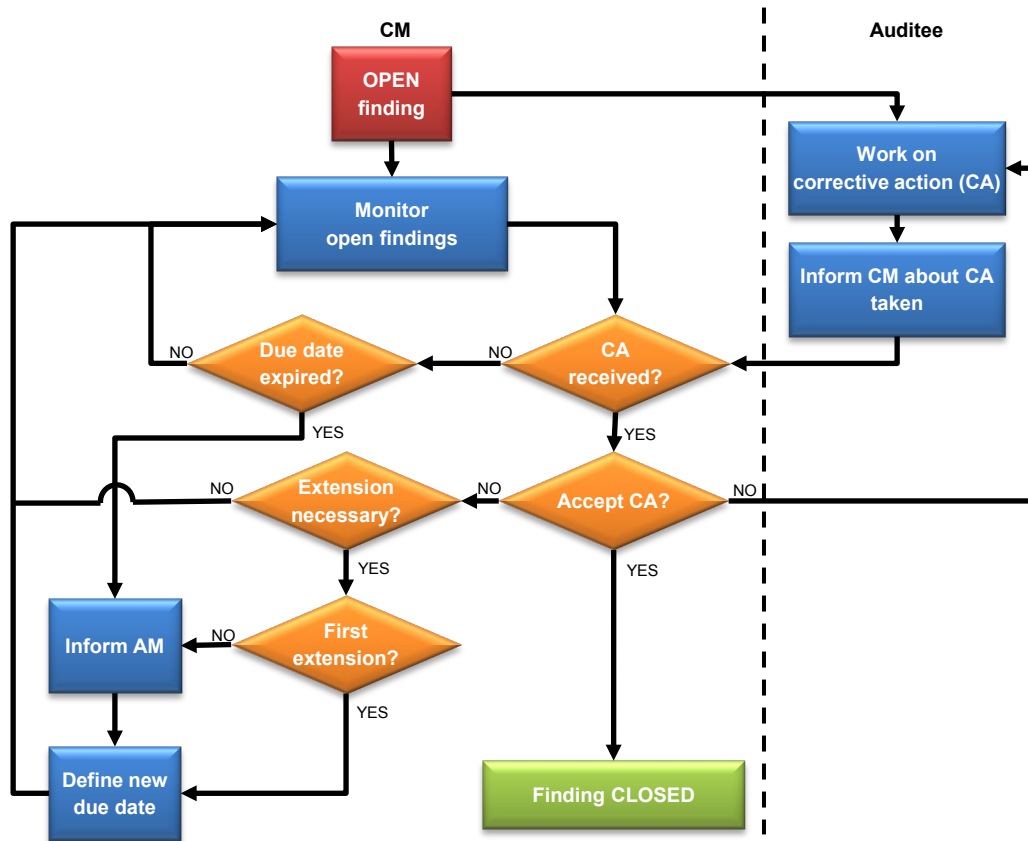 CM
Auditee
OPEN
finding
Work on
corrective action (CA)
Monitor
open findings
Inform CM about CA
taken
NO
Due date
expired?
NO
CA
received?
YES
YES
NO
Extension
necessary?
NO
Accept CA?
NO
YES
YES
Inform AM
NO
First
extension?
YES
Define new
due date
Finding CLOSED